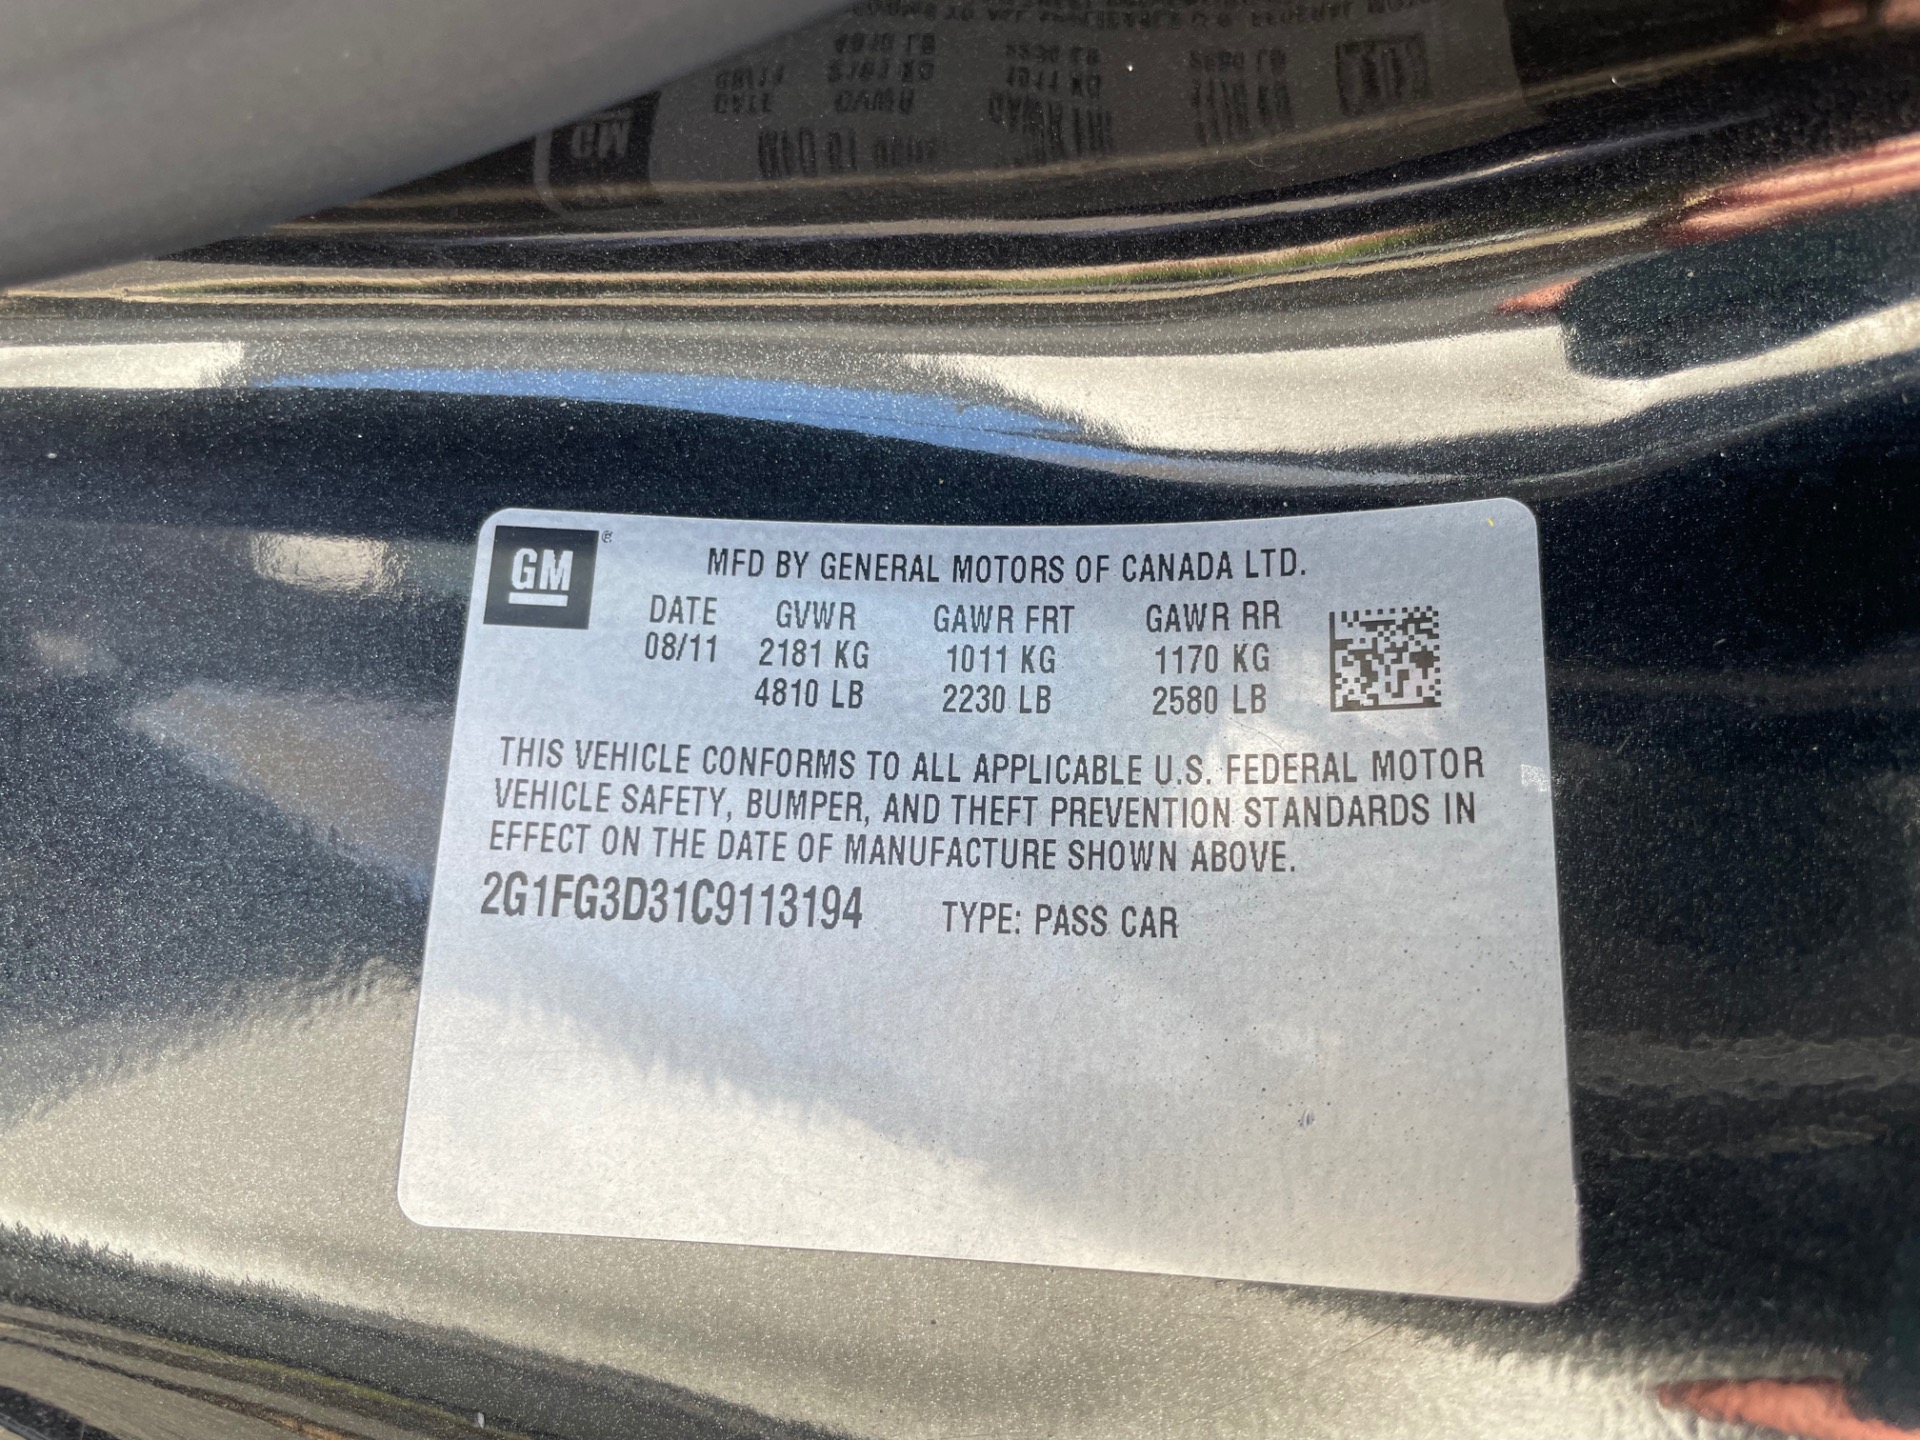 GM
MFD BY GENERAL MOTORS OF CANADA LTD.
DATE GVWR GAWR FRT GAWR RR
08/11 2181 KG 1011 KG 1170 KG
4810 LB 2230 LB 2580 LB
THIS VEHICLE CONFORMS TO ALL APPLICABLE U.S. FEDERAL MOTOR
VEHICLE SAFETY, BUMPER, AND THEFT PREVENTION STANDARDS IN
EFFECT ON THE DATE OF MANUFACTURE SHOWN ABOVE.
2G1FG3D31C9113194 TYPE: PASS CAR